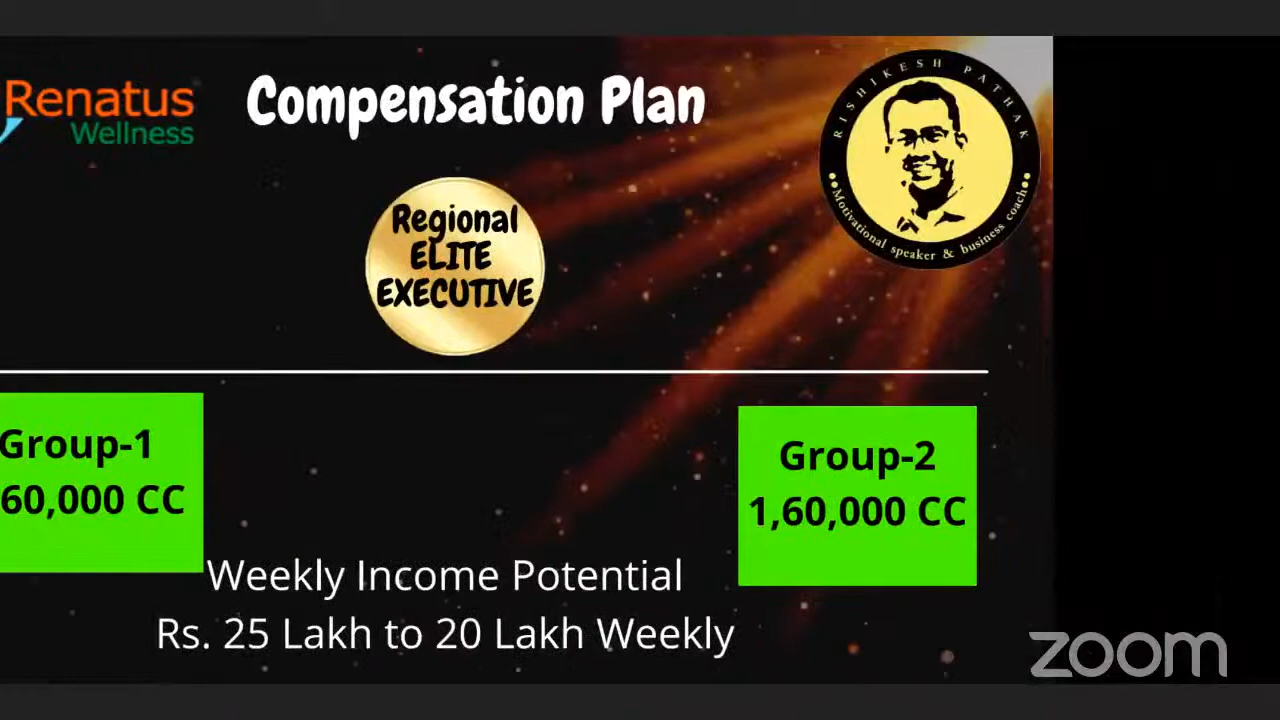 Renatus
Wellness
Compensation Plan
RISHIKESH PATHAK
Motivational speaker & business coach
Regional
ELITE
EXECUTIVE
Group-1
60,000 CC
Group-2
1,60,000 CC
Weekly Income Potential
Rs. 25 Lakh to 20 Lakh Weekly
zoom